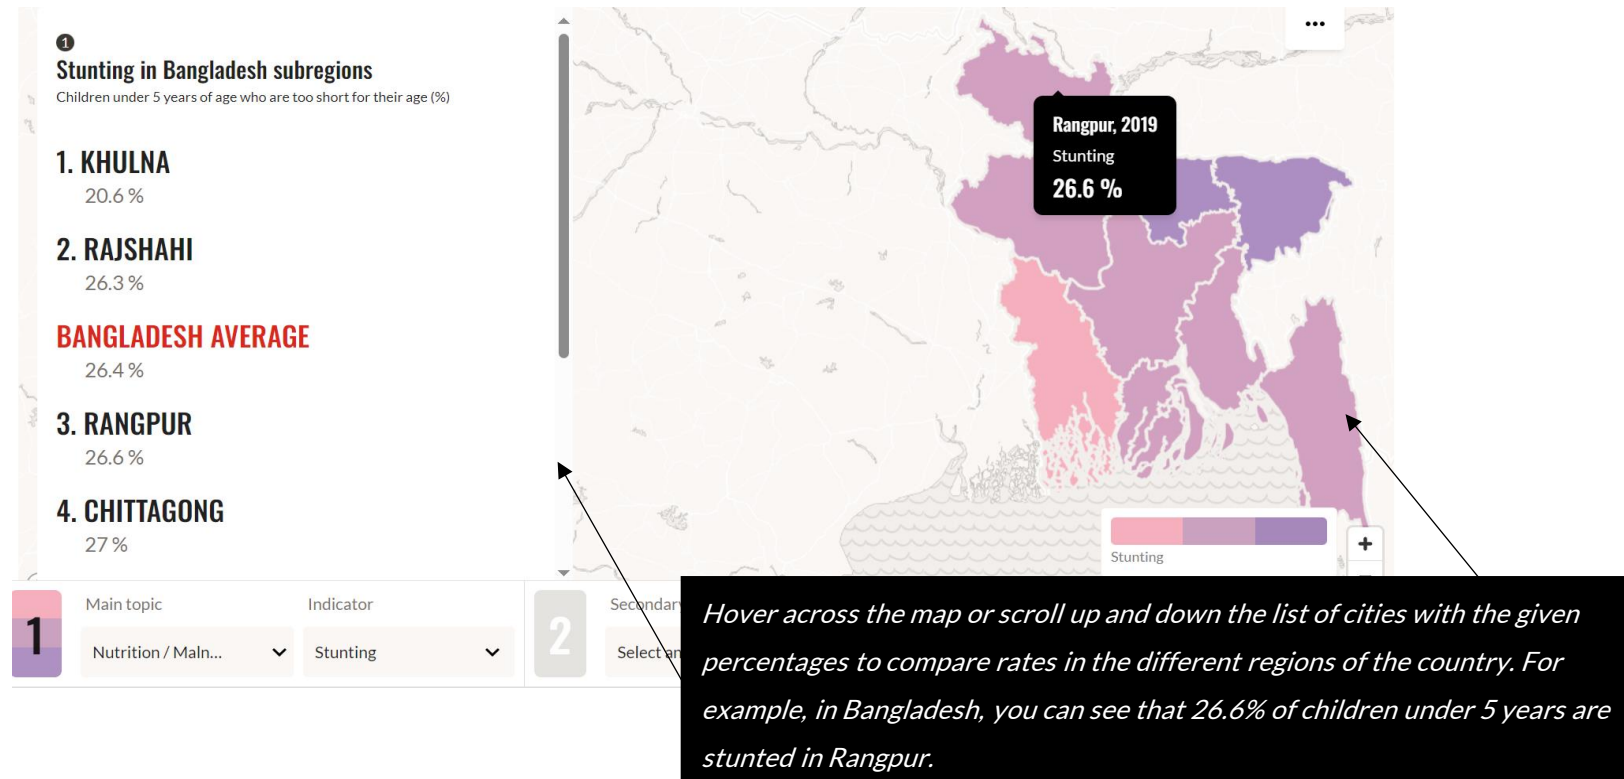 1
Stunting in Bangladesh subregions
Children under 5 years of age who are too short for their age (%)
1. KHULNA
20.6 %
2. RAJSHAHI
26.3 %
BANGLADESH AVERAGE
26.4 %
3. RANGPUR
26.6 %
4. CHITTAGONG
27 %
Rangpur, 2019
Stunting
26.6 %
Stunting
+
1
Main topic
Indicator
Nutrition / Maln...
Stunting
2
Secondar
Select an
Hover across the map or scroll up and down the list of cities with the given
percentages to compare rates in the different regions of the country. For
example, in Bangladesh, you can see that 26.6% of children under 5 years are
stunted in Rangpur.